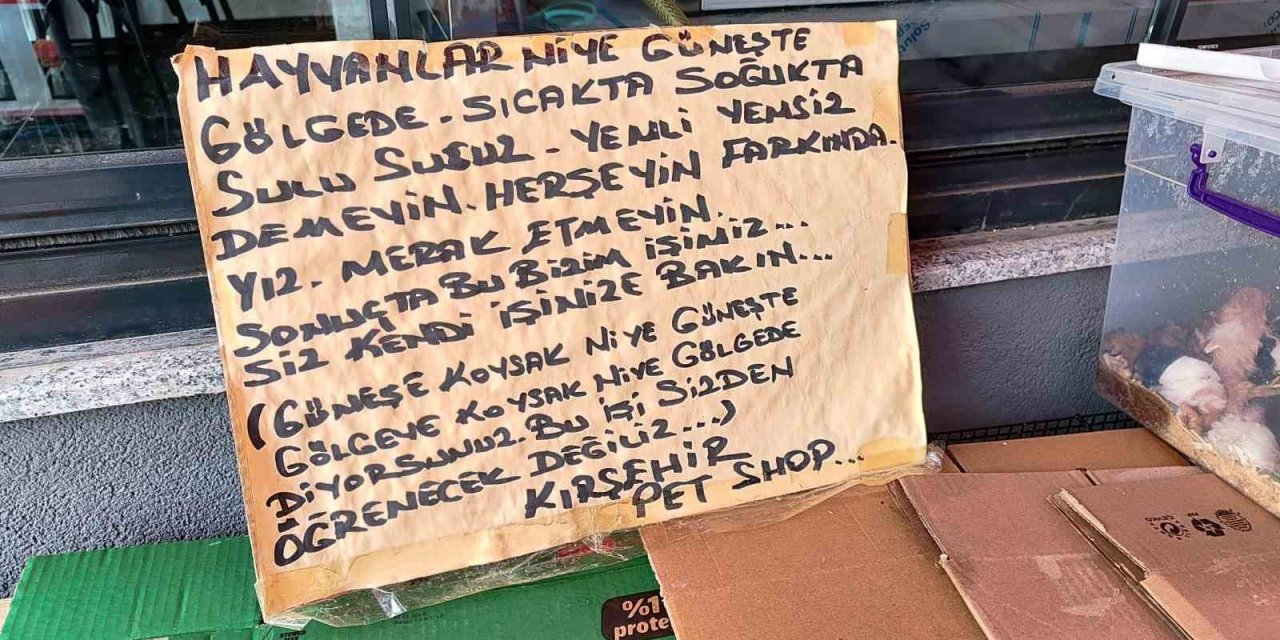 HAYVANLAR NİYE GÜNEŞTE
GÖLGEDE - SICAKTA SOĞUKTA
SULU SUSUZ - YEMLİ YEMSİZ
DEMEYİN. HERŞEYİN FARKINDA.
YIZ. MERAK ETMEYİN.
SONUÇTA BU BİZİM İŞİMİZ...
SİZ KENDİ İŞİNİZE BAKIN...
(GÜNEŞE KOYSAK NİYE GÜNEŞTE
GÖLGEYE KOYSAK NİYE GÖLGEDE
DİYORSUNUZ. BU İŞİ SİZDEN
ÖĞRENECEK DEĞİLİZ...)
KIRŞEHİR
PET SHOP...